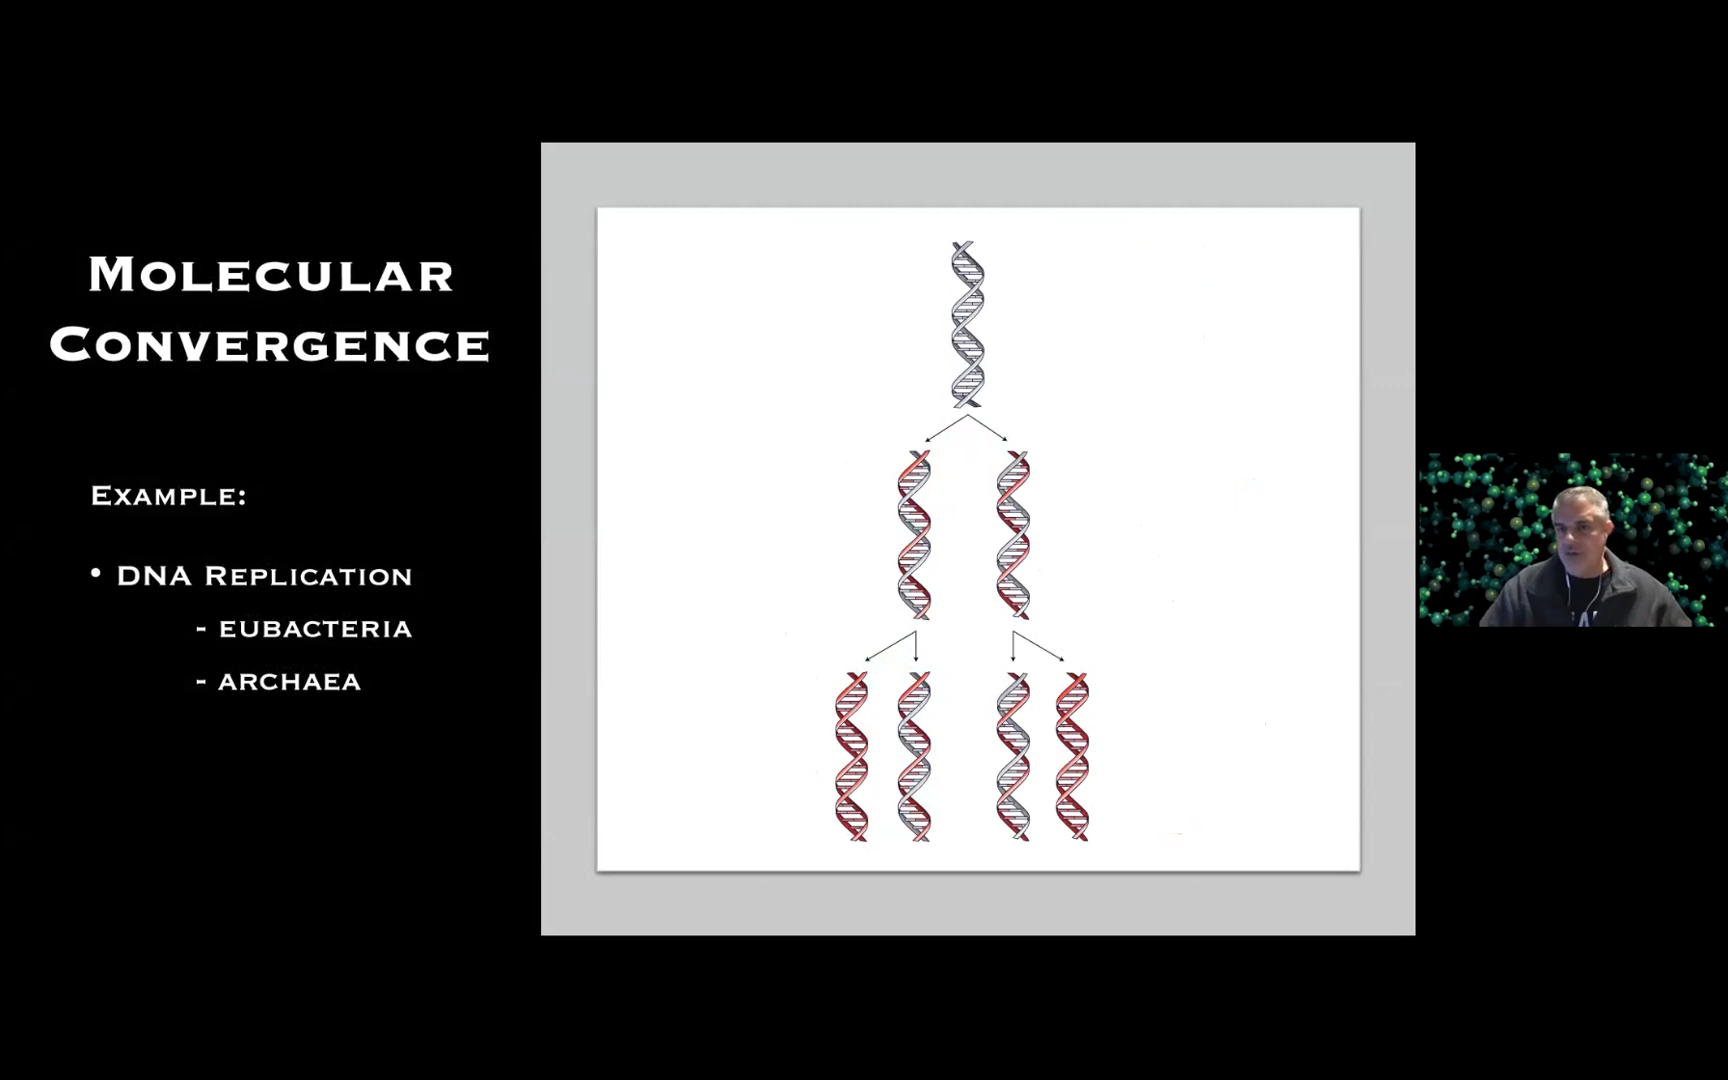 Molecular
Convergence
Example:
• DNA Replication
- eubacteria
- archaea